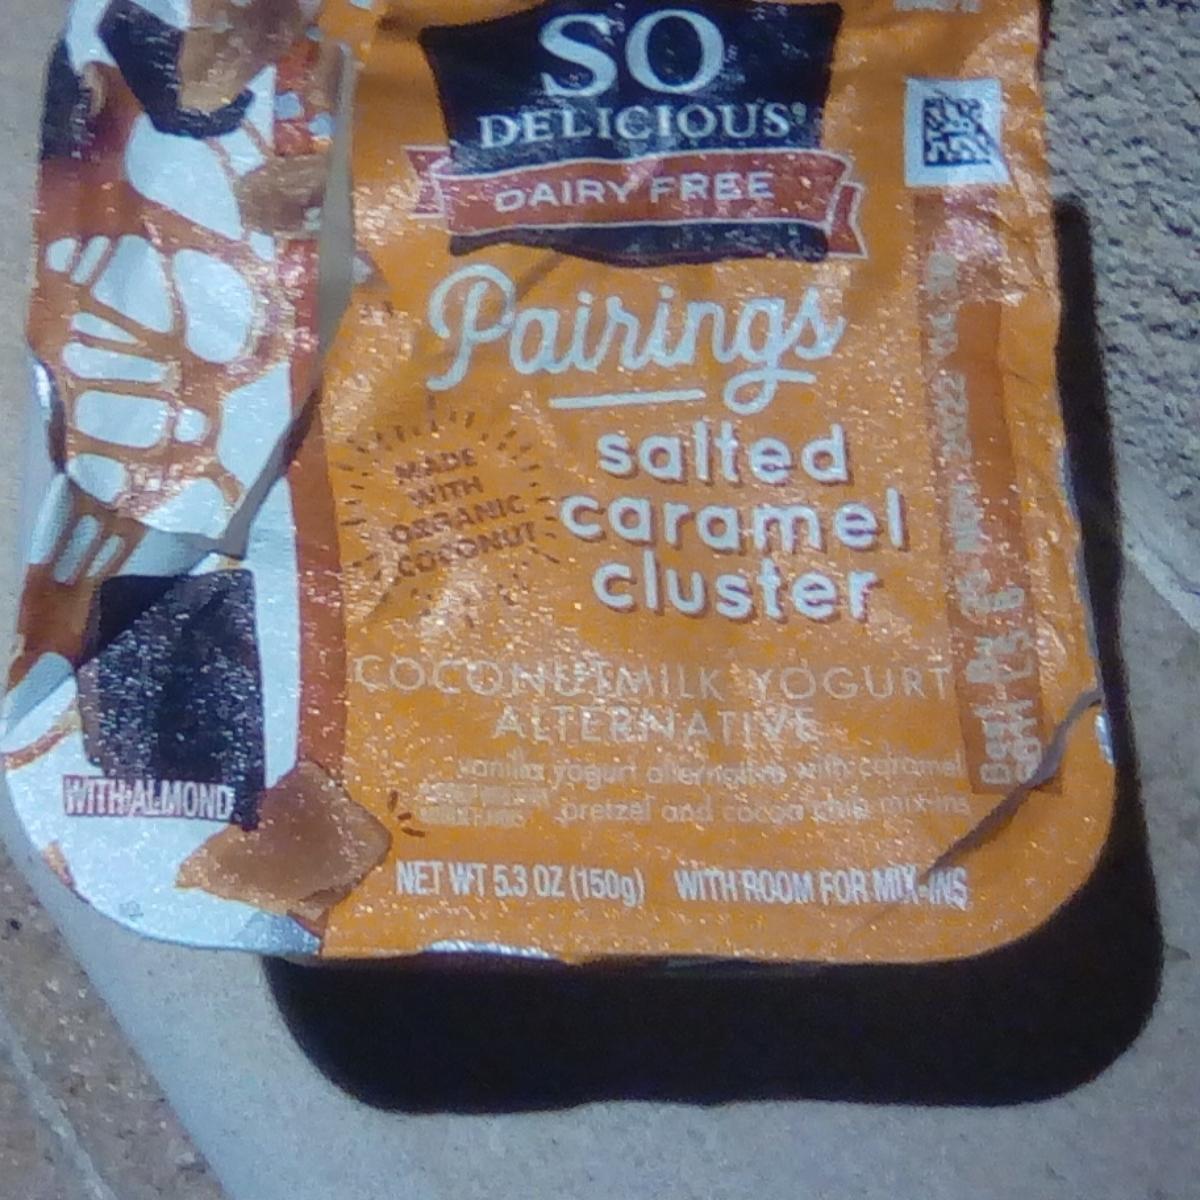 SO
DELICIOUS
DAIRY FREE
Pairings
salted
caramel
cluster
MADE
WITH
ORGANIC
COCONUT
COCONUTMILK YOGURT
ALTERNATIVE
vanilla yogurt alternative with caramel
pretzel and cocoa chip mix-ins
WITH ALMOND
NET WT 5.3 OZ (150g) WITH ROOM FOR MIX-INS